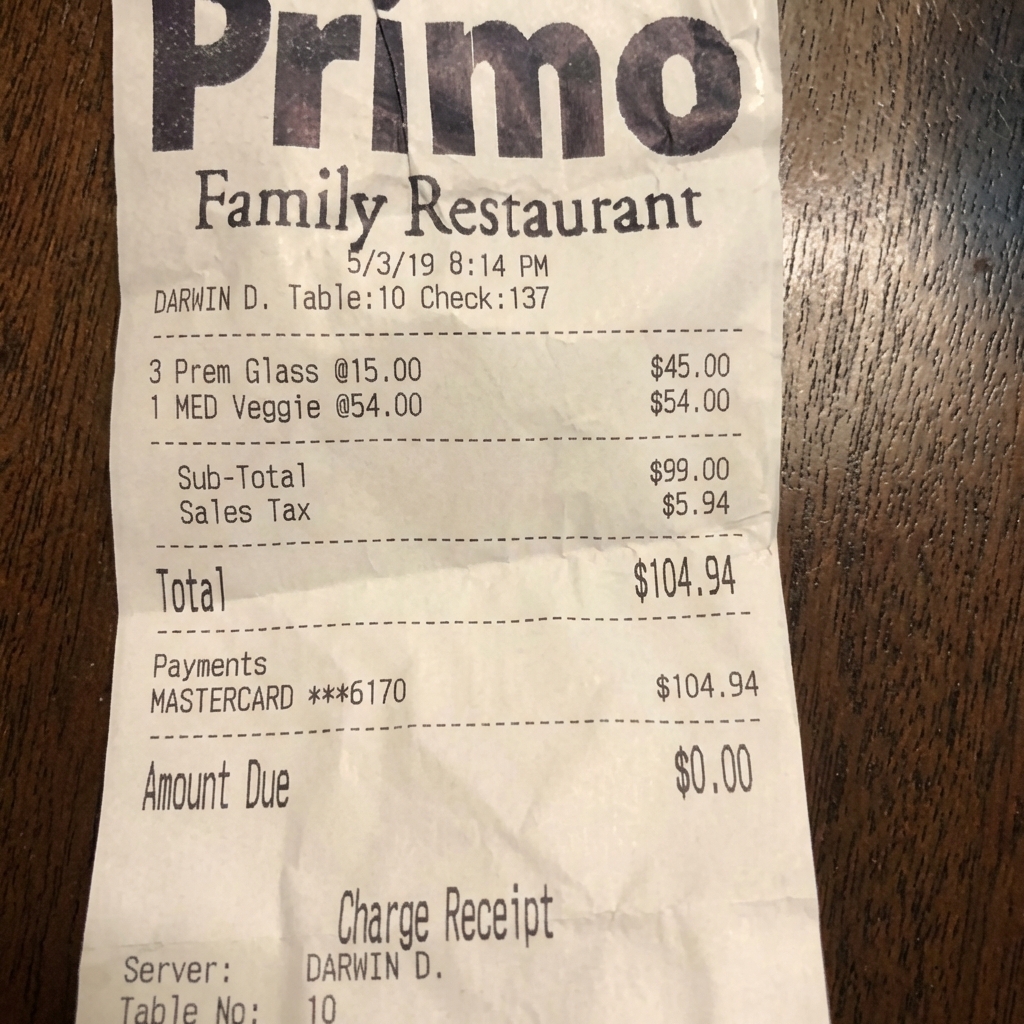 Primo
Family Restaurant
5/3/19 8:14 PM
DARWIN D. Table:10 Check:137
3 Prem Glass @15.00 $45.00
1 MED Veggie @54.00 $54.00
Sub-Total $99.00
Sales Tax $5.94
Total $104.94
Payments
MASTERCARD ***6170 $104.94
Amount Due $0.00
Charge Receipt
Server: DARWIN D.
Table No: 10